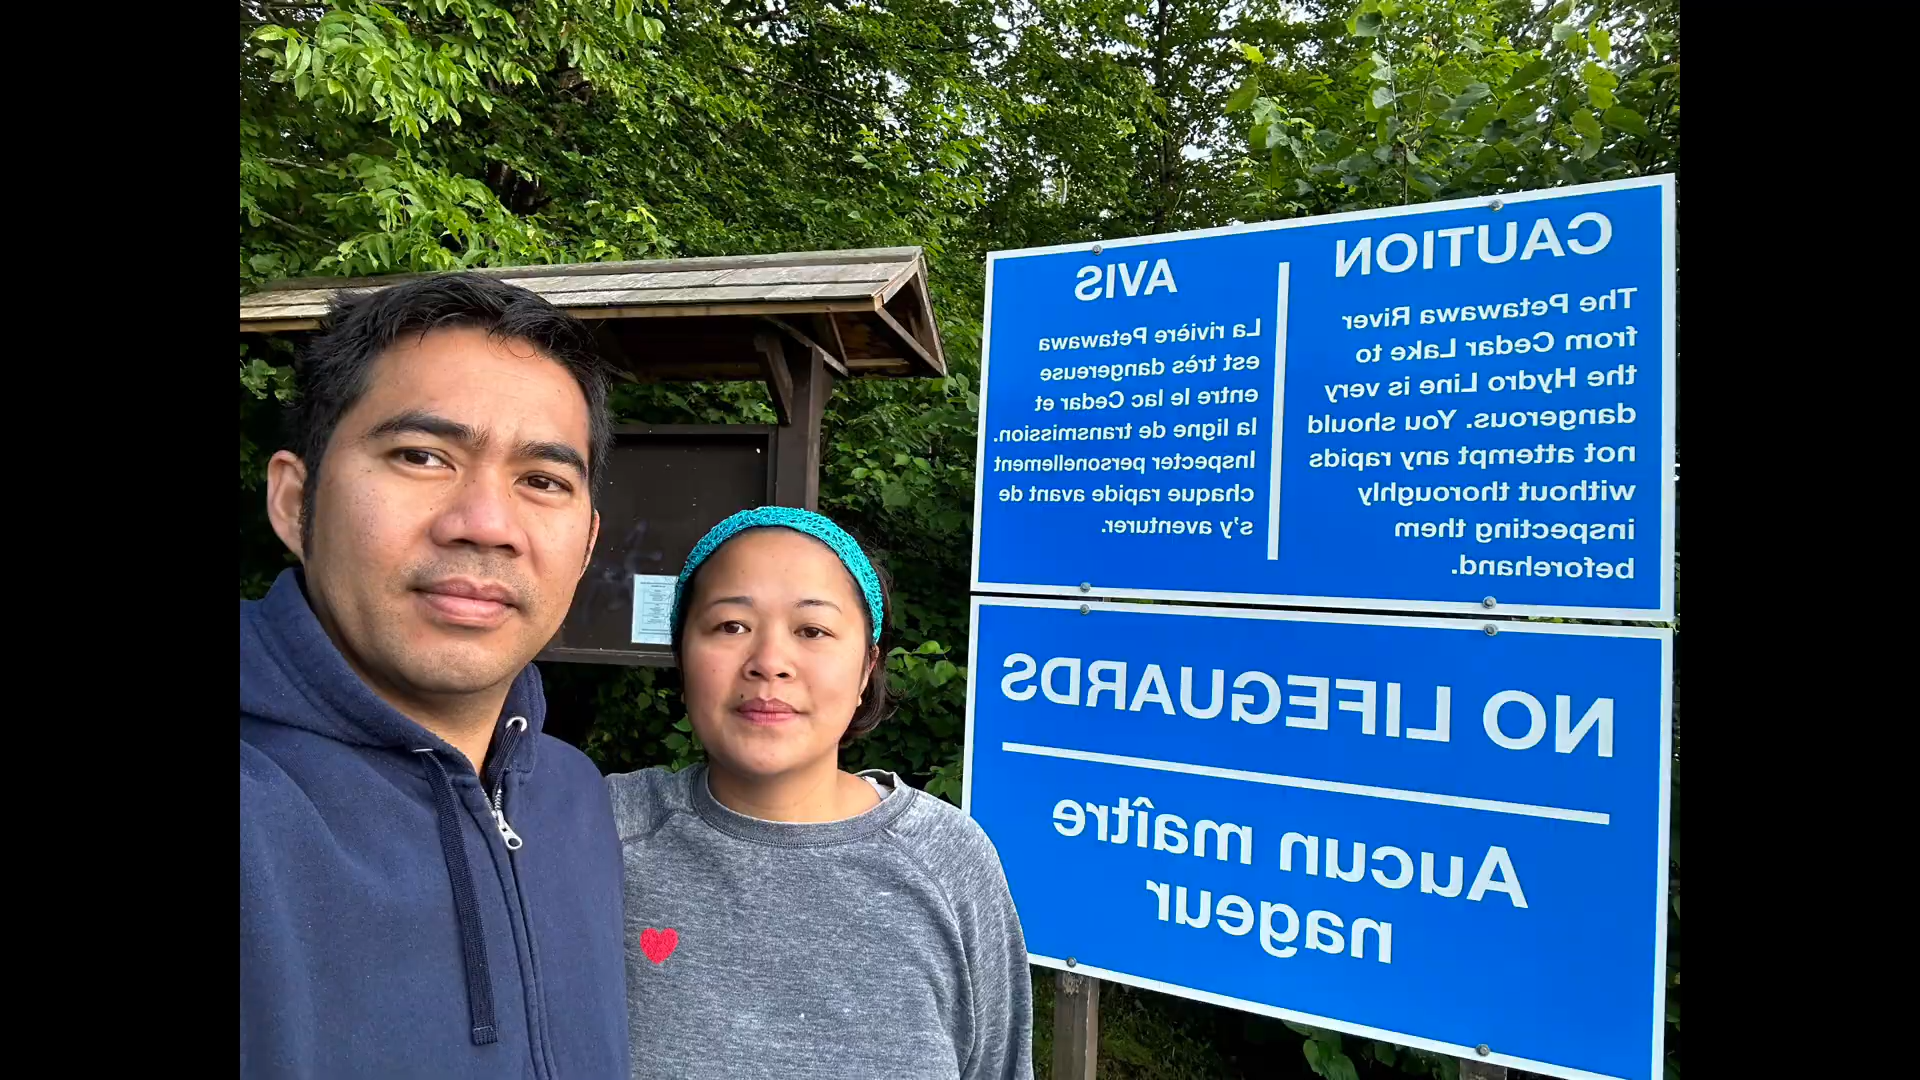 CAUTION
The Petawawa River
from Cedar Lake to
the Hydro Line is very
dangerous. You should
not attempt any rapids
without thoroughly
inspecting them
beforehand.
AVIS
La rivière Petawawa
est très dangereuse
entre le lac Cedar et
la ligne de transmission.
Inspecter personellement
chaque rapide avant de
s'y aventurer.
NO LIFEGUARDS
Aucun maître
nageur